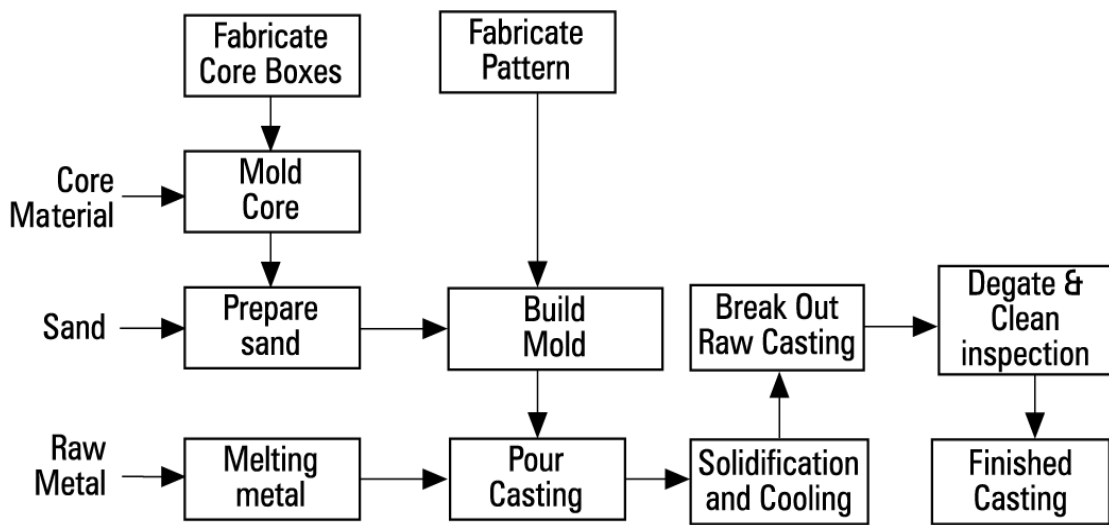 Fabricate
Core Boxes
Fabricate
Pattern
Core
Material
Mold
Core
Sand
Prepare
sand
Build
Mold
Break Out
Raw Casting
Degate &
Clean
inspection
Raw
Metal
Melting
metal
Pour
Casting
Solidification
and Cooling
Finished
Casting